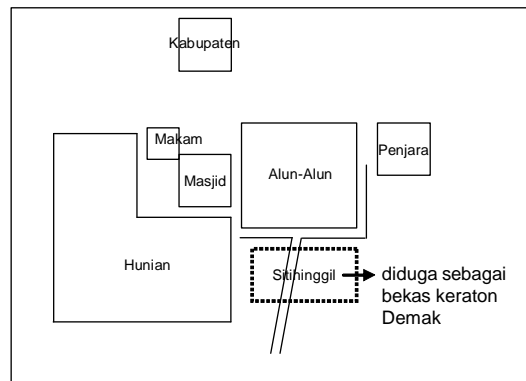 Kabupaten
Makam
Masjid
Alun-Alun
Penjara
Hunian
Sitihinggil
diduga sebagai
bekas keraton
Demak